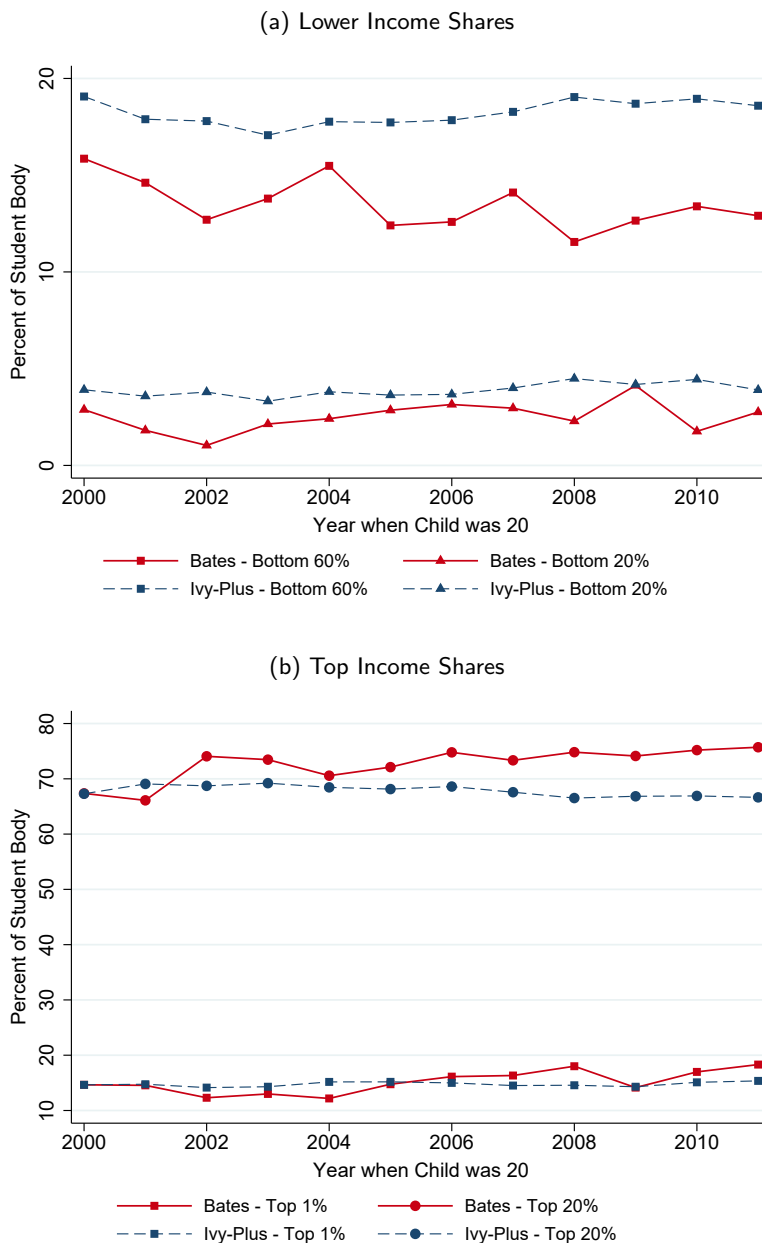 (a) Lower Income Shares
20
10
0
Percent of Student Body
2000 2002 2004 2006 2008 2010
Year when Child was 20
Bates - Bottom 60% Bates - Bottom 20%
Ivy-Plus - Bottom 60% Ivy-Plus - Bottom 20%
(b) Top Income Shares
80
70
60
50
40
30
20
10
Percent of Student Body
2000 2002 2004 2006 2008 2010
Year when Child was 20
Bates - Top 1% Bates - Top 20%
Ivy-Plus - Top 1% Ivy-Plus - Top 20%